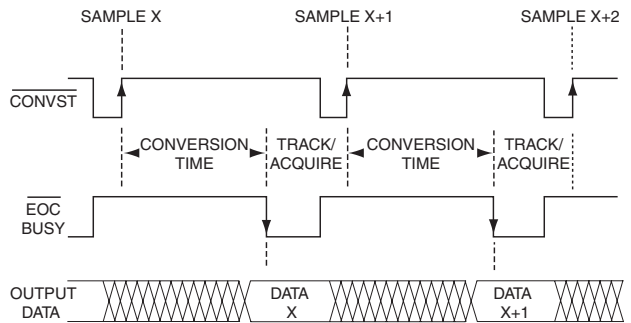 SAMPLE X
SAMPLE X+1
SAMPLE X+2
CONVST
CONVERSION
TIME
TRACK/
ACQUIRE
CONVERSION
TIME
TRACK/
ACQUIRE
EOC
BUSY
OUTPUT
DATA
DATA
X
DATA
X+1